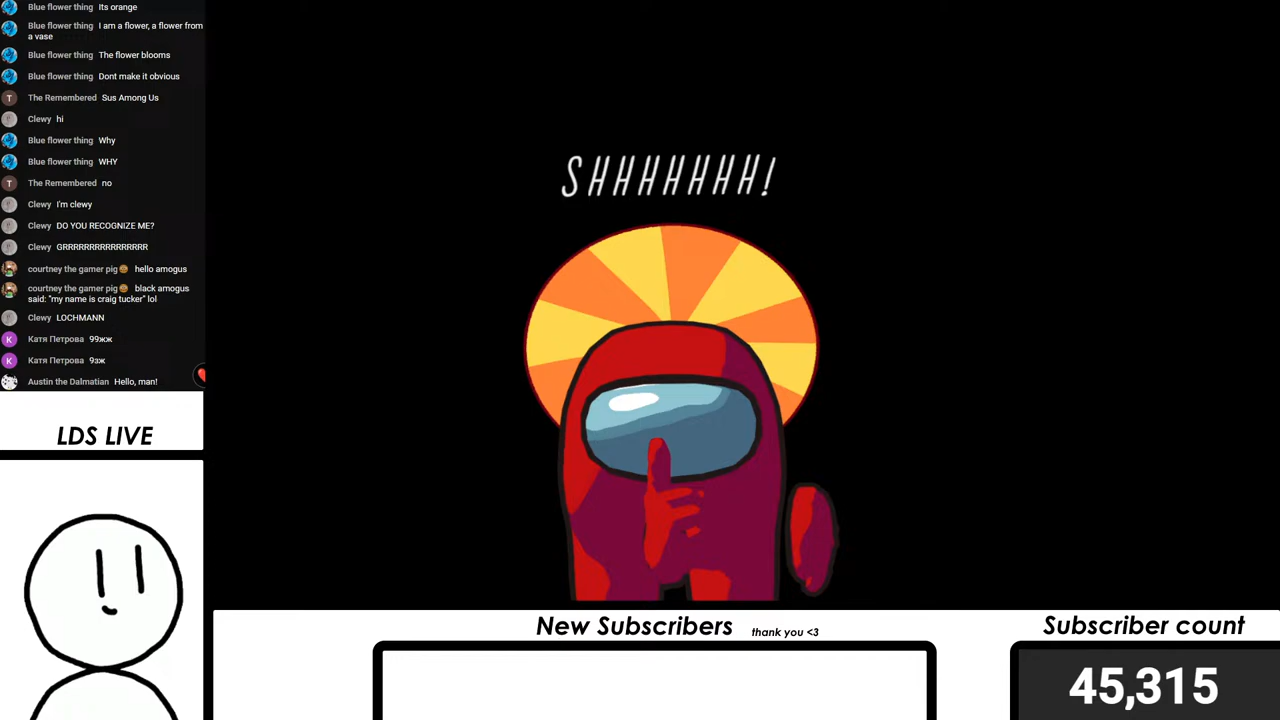 Blue flower thing Its orange
Blue flower thing I am a flower, a flower from
a vase
Blue flower thing The flower blooms
Blue flower thing Dont make it obvious
T The Remembered Sus Among Us
Clewy hi
Blue flower thing Why
Blue flower thing WHY
T The Remembered no
Clewy I'm clewy
Clewy DO YOU RECOGNIZE ME?
Clewy GRRRRRRRRRRRRRRRR
courtney the gamer pig🍪 hello amogus
courtney the gamer pig🍪 black amogus
said: "my name is craig tucker" lol
Clewy LOCHMANN
К Катя Петрова 99жж
К Катя Петрова 9зж
Austin the Dalmatian Hello, man!
LDS LIVE
SHHHHHHH!
New Subscribers thank you <3
Subscriber count
45,315